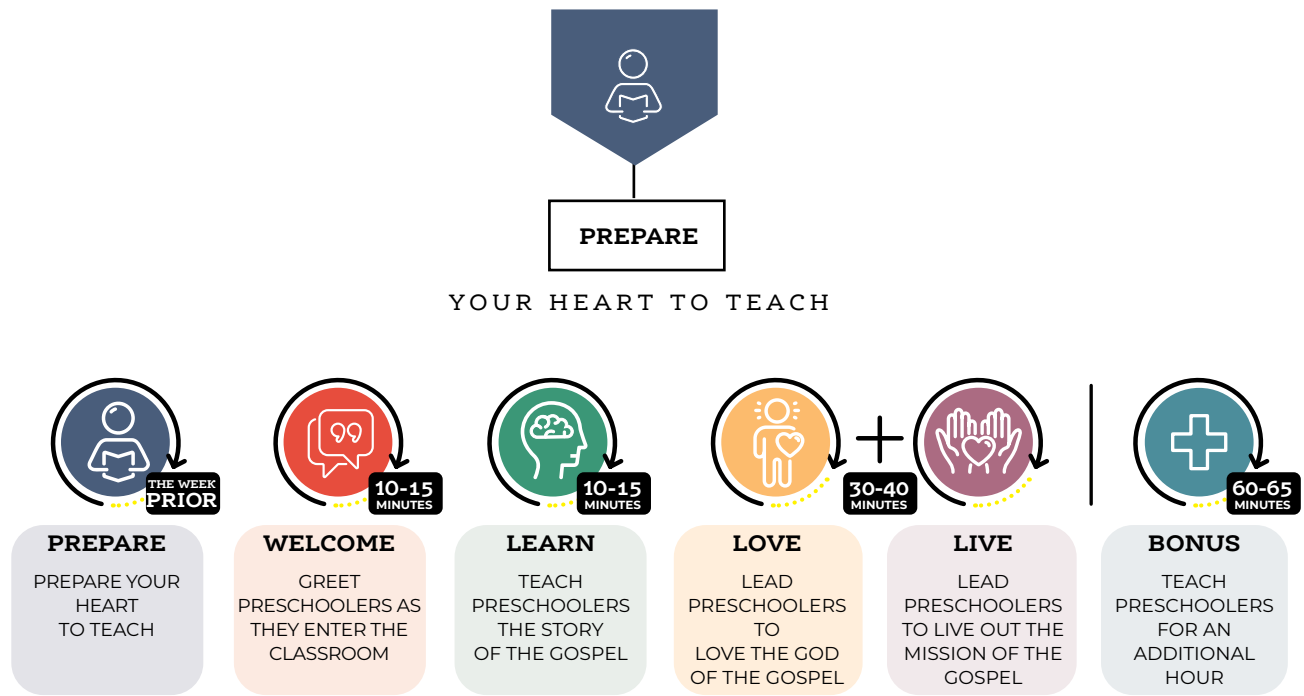 PREPARE
YOUR HEART TO TEACH
THE WEEK
PRIOR
10-15
MINUTES
10-15
MINUTES
30-40
MINUTES
60-65
MINUTES
PREPARE
PREPARE YOUR
HEART
TO TEACH
WELCOME
GREET
PRESCHOOLERS AS
THEY ENTER THE
CLASSROOM
LEARN
TEACH
PRESCHOOLERS
THE STORY
OF THE GOSPEL
LOVE
LEAD
PRESCHOOLERS
TO
LOVE THE GOD
OF THE GOSPEL
LIVE
LEAD
PRESCHOOLERS
TO LIVE OUT THE
MISSION OF THE
GOSPEL
BONUS
TEACH
PRESCHOOLERS
FOR AN
ADDITIONAL
HOUR